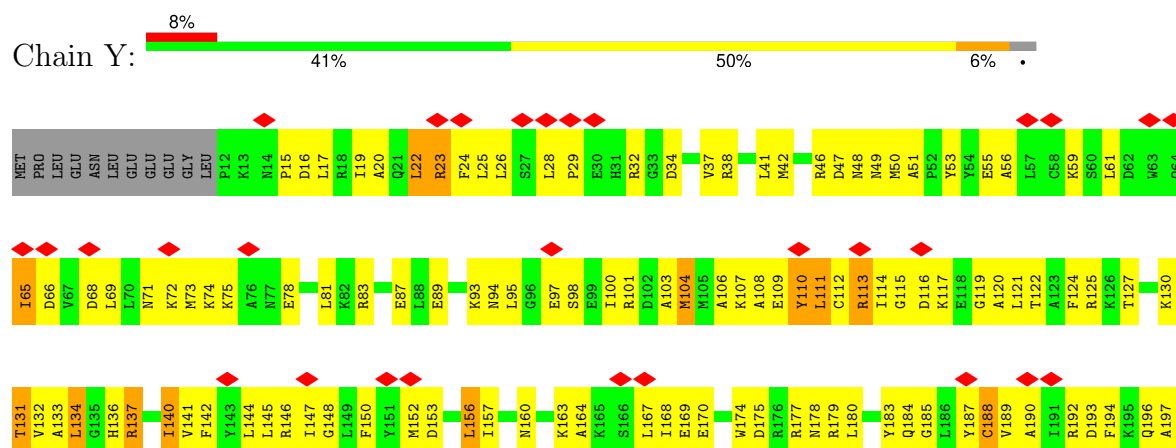 8%
Chain Y:
41% 50% 6% •
MET PRO LEU GLU ASN LEU GLU GLU GLU GLY LEU P12 K13 N14 P15 D16 L17 R18 I19 A20 Q21 L22 R23 F24 L25 L26 S27 L28 P29 E30 H31 R32 G33 D34 V37 R38 L41 M42 R46 D47 N48 N49 M50 A51 P52 Y53 Y54 E55 A56 L57 C58 K59 S60 L61 D62 W63
I65 D66 V67 D68 L69 L70 N71 K72 M73 K74 K75 A76 N77 E78 L81 K82 R83 E87 L88 E89 K93 N94 L95 G96 E97 S98 E99 I100 R101 D102 A103 M104 M105 A106 K107 A108 E109 Y110 L111 C112 R113 I114 G115 D116 K117 E118 G119 A120 L121 T122 A123 F124 R125 K126 T127 K130
T131 V132 A133 L134 G135 H136 R137 I140 V141 F142 Y143 L144 L145 R146 I147 G148 L149 F150 Y151 M152 D153 L156 I157 N160 K163 A164 K165 S166 L167 I168 E169 E170 W174 D175 R176 R177 N178 R179 L180 Y183 Q184 G185 L186 Y187 C188 V189 A190 I191 R192 D193 F194 K195 Q196 A197